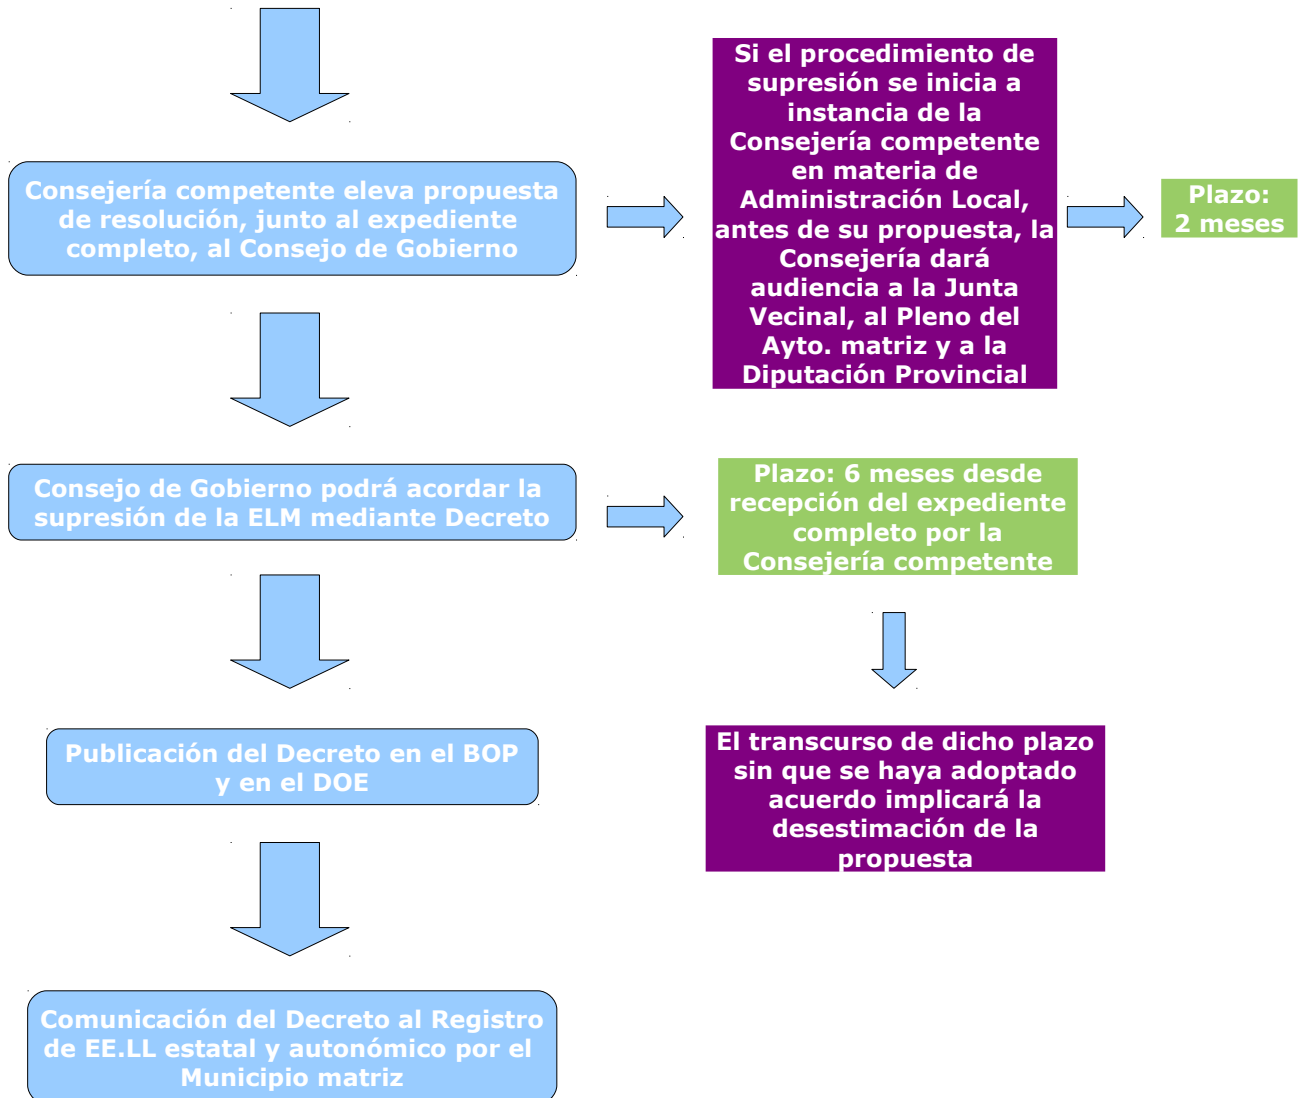 Consejería competente eleva propuesta
de resolución, junto al expediente
completo, al Consejo de Gobierno
Si el procedimiento de
supresión se inicia a
instancia de la
Consejería competente
en materia de
Administración Local,
antes de su propuesta, la
Consejería dará
audiencia a la Junta
Vecinal, al Pleno del
Ayto. matriz y a la
Diputación Provincial
Plazo:
2 meses
Consejo de Gobierno podrá acordar la
supresión de la ELM mediante Decreto
Plazo: 6 meses desde
recepción del expediente
completo por la
Consejería competente
Publicación del Decreto en el BOP
y en el DOE
El transcurso de dicho plazo
sin que se haya adoptado
acuerdo implicará la
desestimación de la
propuesta
Comunicación del Decreto al Registro
de EE.LL estatal y autonómico por el
Municipio matriz